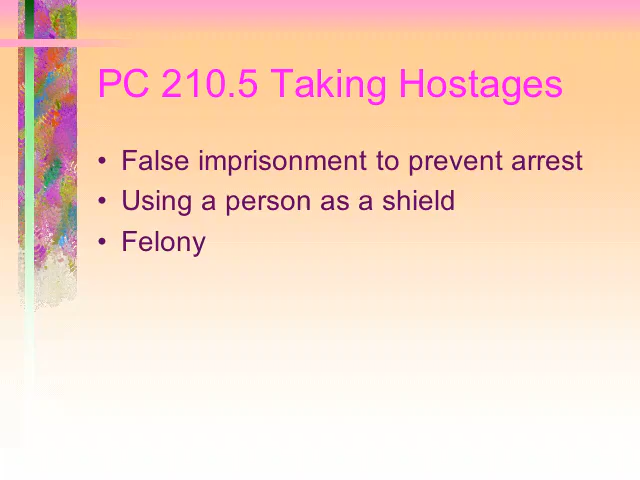 PC 210.5 Taking Hostages
• False imprisonment to prevent arrest
• Using a person as a shield
• Felony